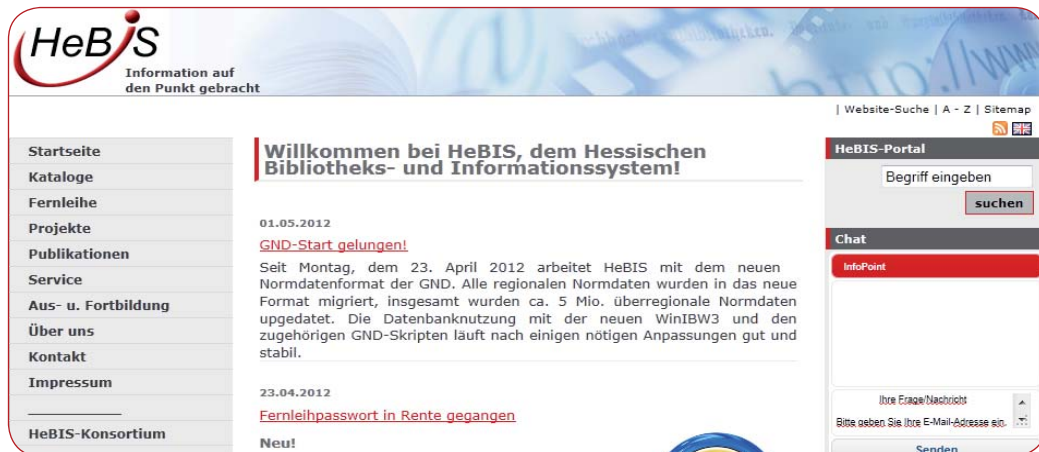 HeBIS
Information auf
den Punkt gebracht
http://www
| Website-Suche | A - Z | Sitemap
Startseite
Kataloge
Fernleihe
Projekte
Publikationen
Service
Aus- u. Fortbildung
Über uns
Kontakt
Impressum
HeBIS-Konsortium
Willkommen bei HeBIS, dem Hessischen
Bibliotheks- und Informationssystem!
01.05.2012
GND-Start gelungen!
Seit Montag, dem 23. April 2012 arbeitet HeBIS mit dem neuen
Normdatenformat der GND. Alle regionalen Normdaten wurden in das neue
Format migriert, insgesamt wurden ca. 5 Mio. überregionale Normdaten
upgedatet. Die Datenbanknutzung mit der neuen WinIBW3 und den
zugehörigen GND-Skripten läuft nach einigen nötigen Anpassungen gut und
stabil.
23.04.2012
Fernleihpasswort in Rente gegangen
Neu!
HeBIS-Portal
Begriff eingeben
suchen
Chat
InfoPoint
Ihre Frage/Nachricht
Bitte geben Sie Ihre E-Mail-Adresse ein.
Senden